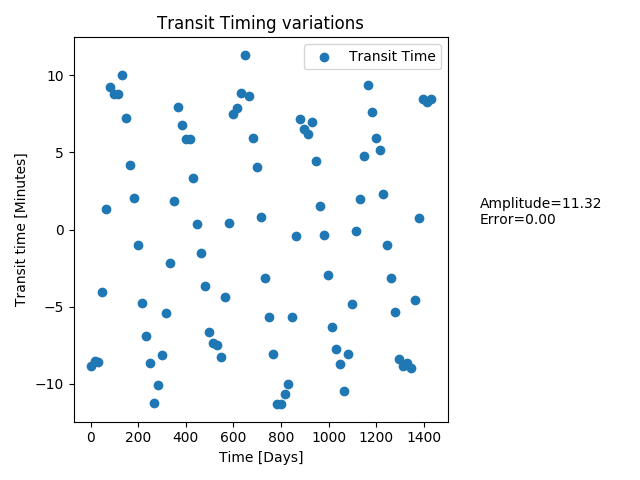 Transit Timing variations
Transit Time
10
5
0
−5
−10
Transit time [Minutes]
0 200 400 600 800 1000 1200 1400
Time [Days]
Amplitude=11.32
Error=0.00